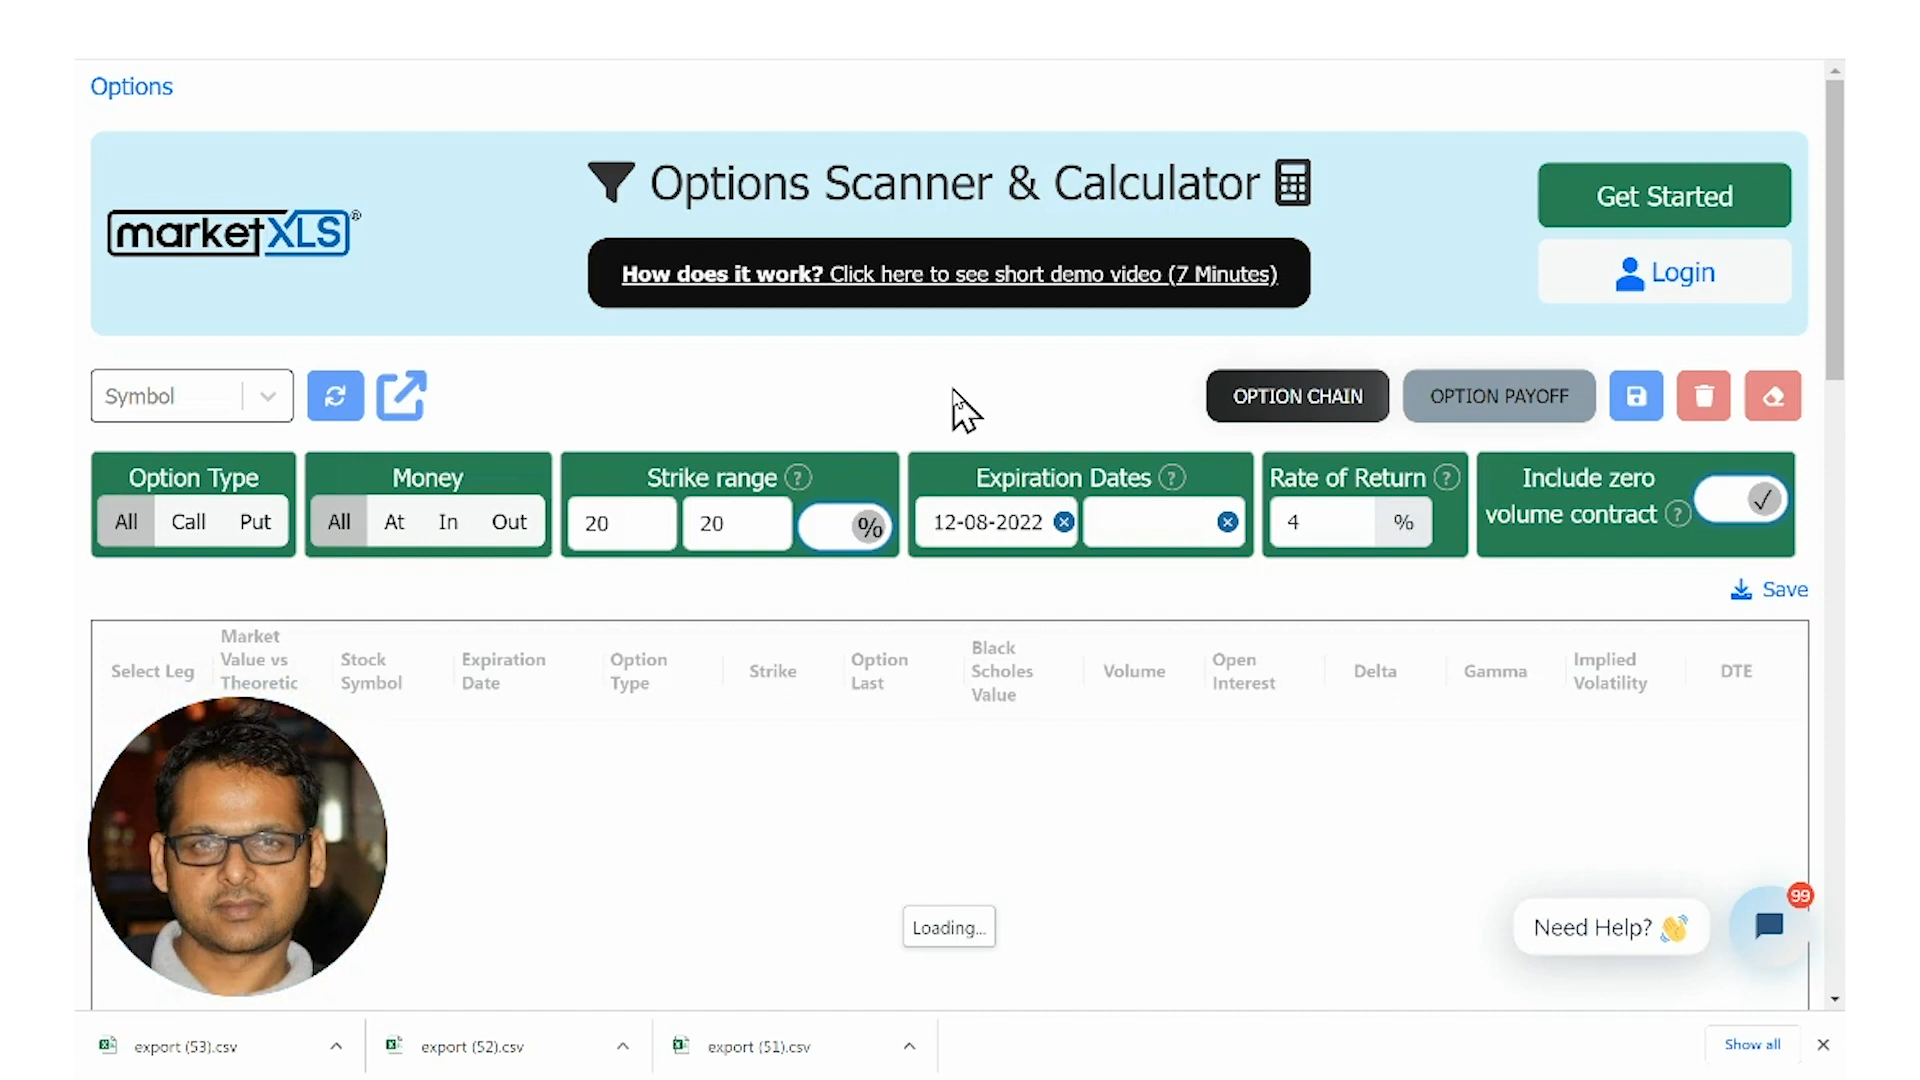 Options
Options Scanner & Calculator
marketXLS®
How does it work? Click here to see short demo video (7 Minutes)
Get Started
Login
Symbol
OPTION CHAIN
OPTION PAYOFF
Option Type
All Call Put
Money
All At In Out
Strike range ?
20 20 %
Expiration Dates ?
12-08-2022
Rate of Return ?
4 %
Include zero
volume contract ?
Save
Select Leg
Market
Value vs
Theoretic
Stock
Symbol
Expiration
Date
Option
Type
Strike
Option
Last
Black
Scholes
Value
Volume
Open
Interest
Delta
Gamma
Implied
Volatility
DTE
Loading...
Need Help? 👋
99
export (53).csv
export (52).csv
export (51).csv
Show all